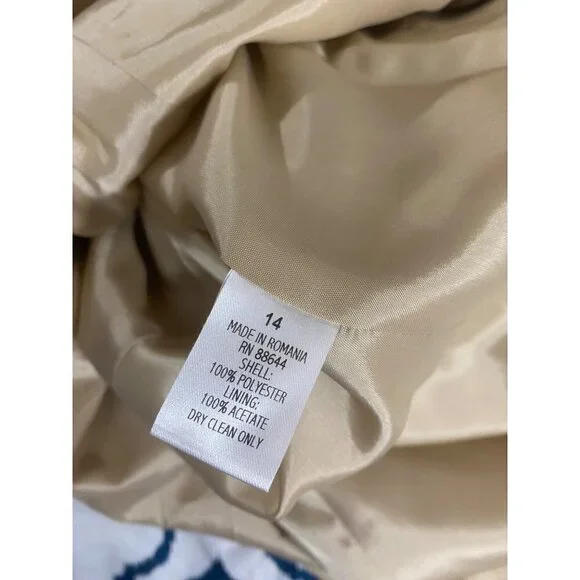 14
MADE IN ROMANIA
RN 88644
SHELL:
100% POLYESTER
LINING:
100% ACETATE
DRY CLEAN ONLY